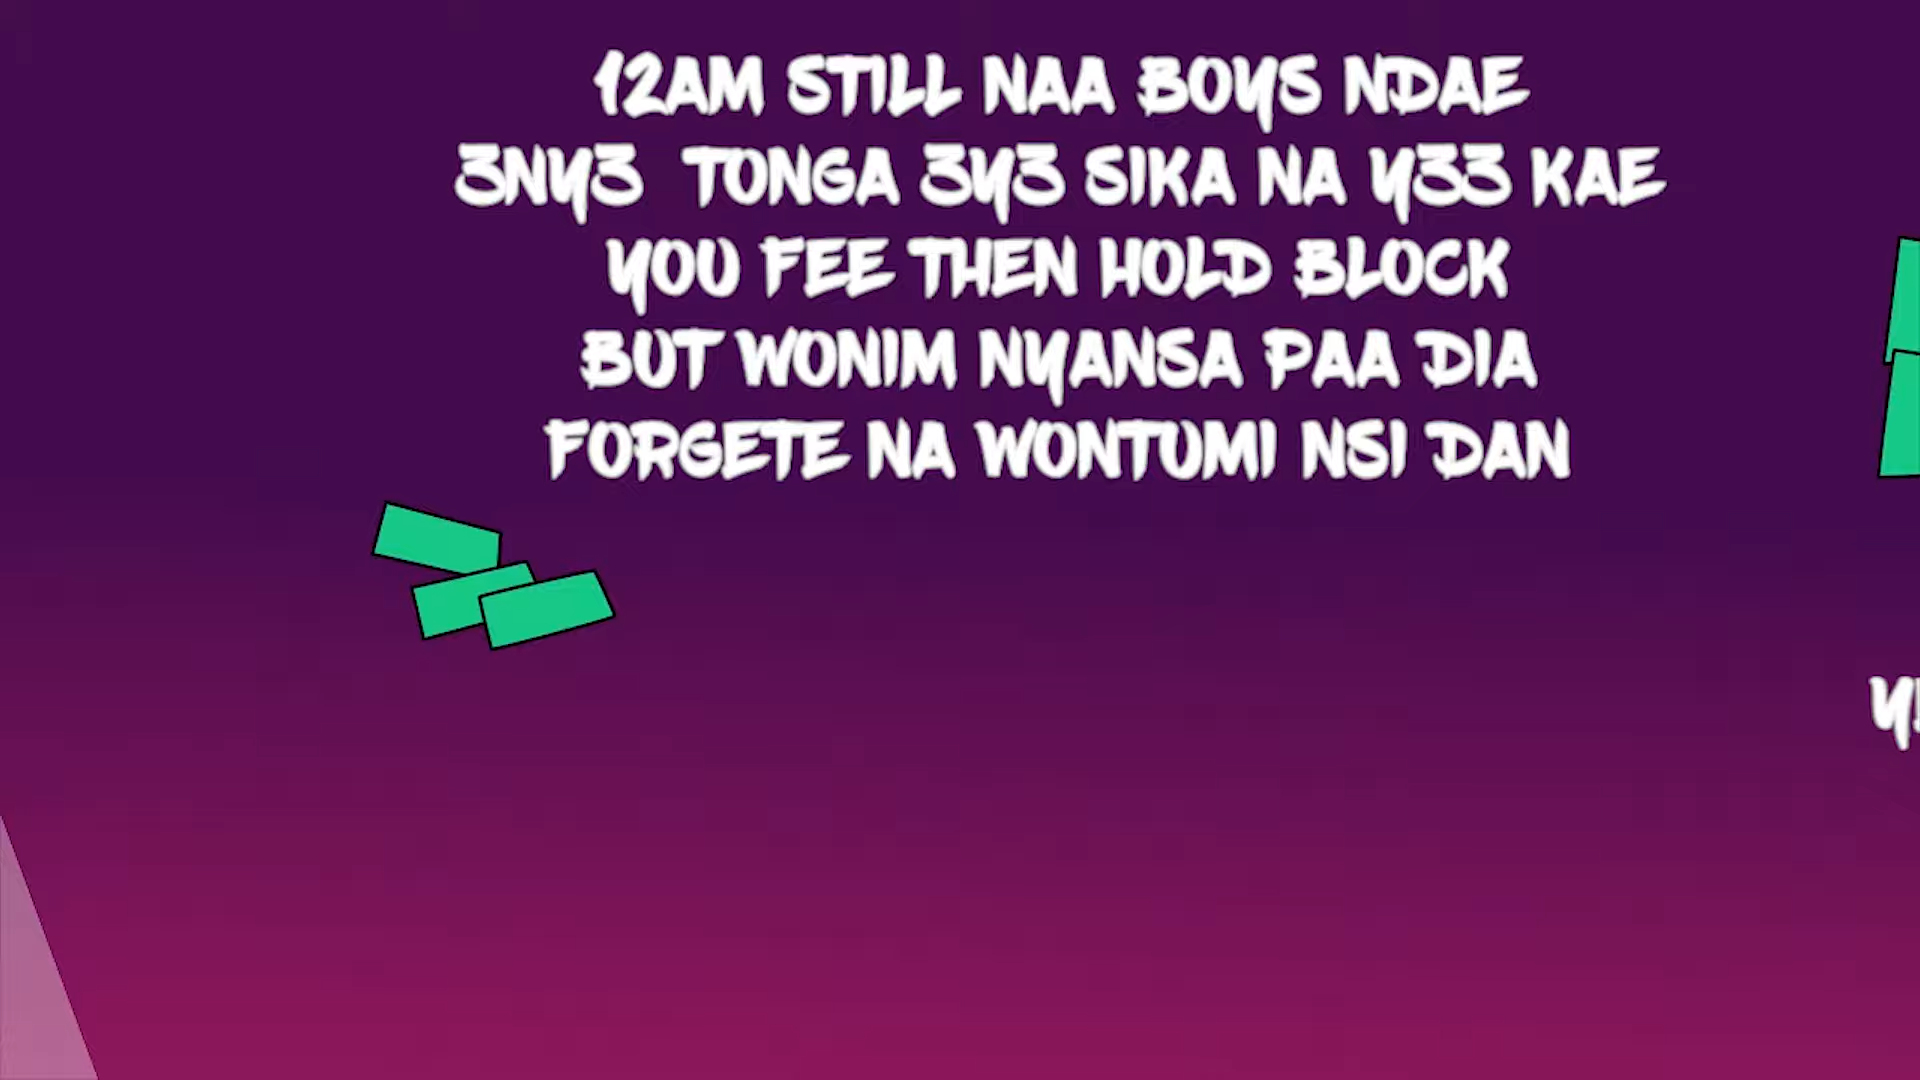 12AM STILL NAA BOYS NDAE
3NY3 TONGA 3Y3 SIKA NA Y33 KAE
YOU FEE THEN HOLD BLOCK
BUT WONIM NYANSA PAA DIA
FORGETE NA WONTUMI NSI DAN